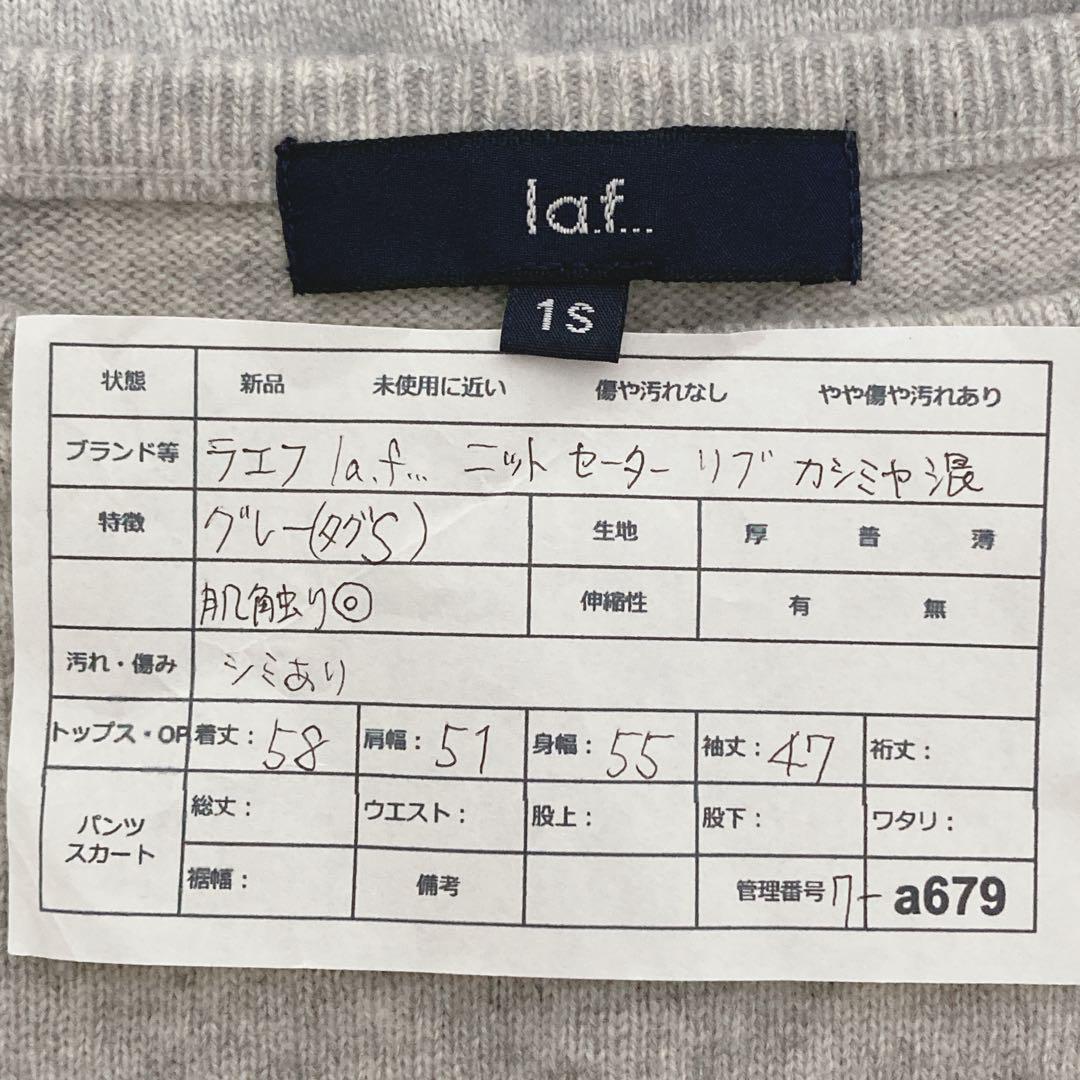 la.f...
1S
状態 新品 未使用に近い 傷や汚れなし やや傷や汚れあり
ブランド等 ラエフ la.f... ニット セーター リブ カシミヤ混
特徴 グレー(タグS) 生地 厚 普 薄
肌触り◎ 伸縮性 有 無
汚れ・傷み シミあり
トップス・OP 着丈：58 肩幅：51 身幅：55 袖丈：47 裄丈：
パンツ
スカート
総丈： ウエスト： 股上： 股下： ワタリ：
裾幅： 備考 管理番号 7-a679